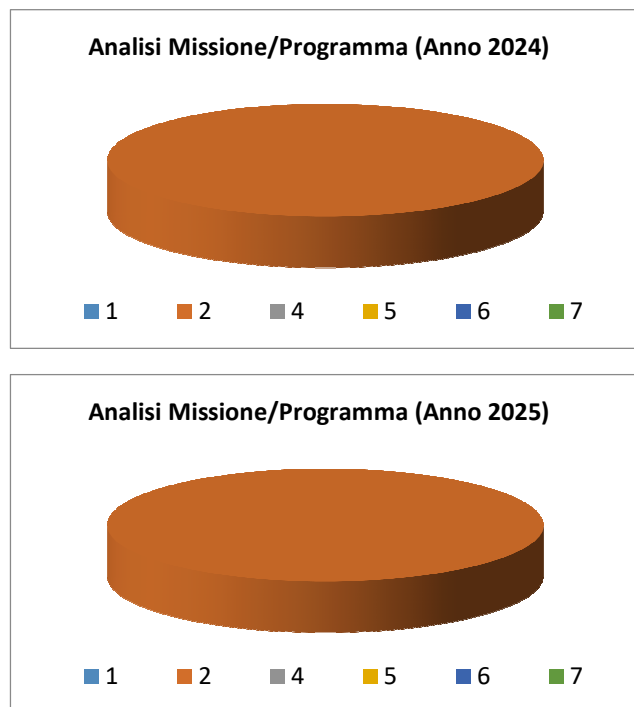 Analisi Missione/Programma (Anno 2024)
1 2 4 5 6 7
Analisi Missione/Programma (Anno 2025)
1 2 4 5 6 7